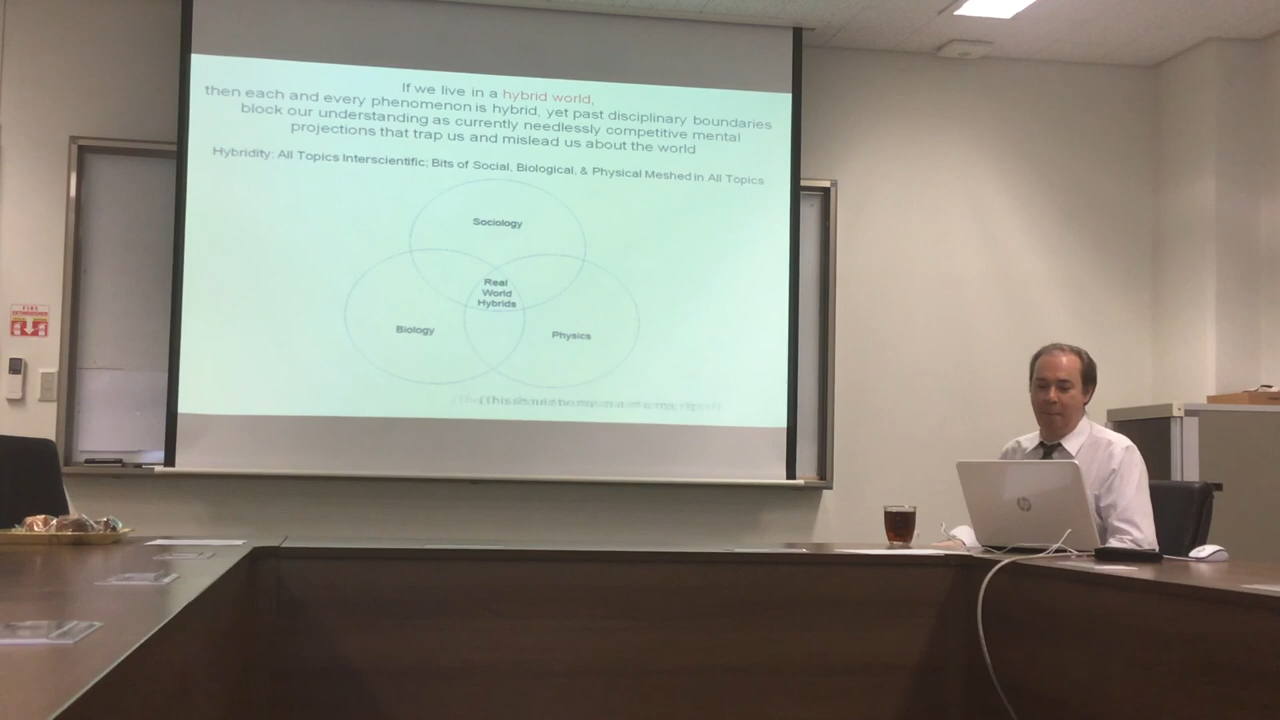 If we live in a hybrid world,
then each and every phenomenon is hybrid, yet past disciplinary boundaries
block our understanding as currently needlessly competitive mental
projections that trap us and mislead us about the world
Hybridity: All Topics Interscientific; Bits of Social, Biological, & Physical Meshed in All Topics
Sociology
Real
World
Hybrids
Biology
Physics
FIRE
EXTINGUISHER
hp